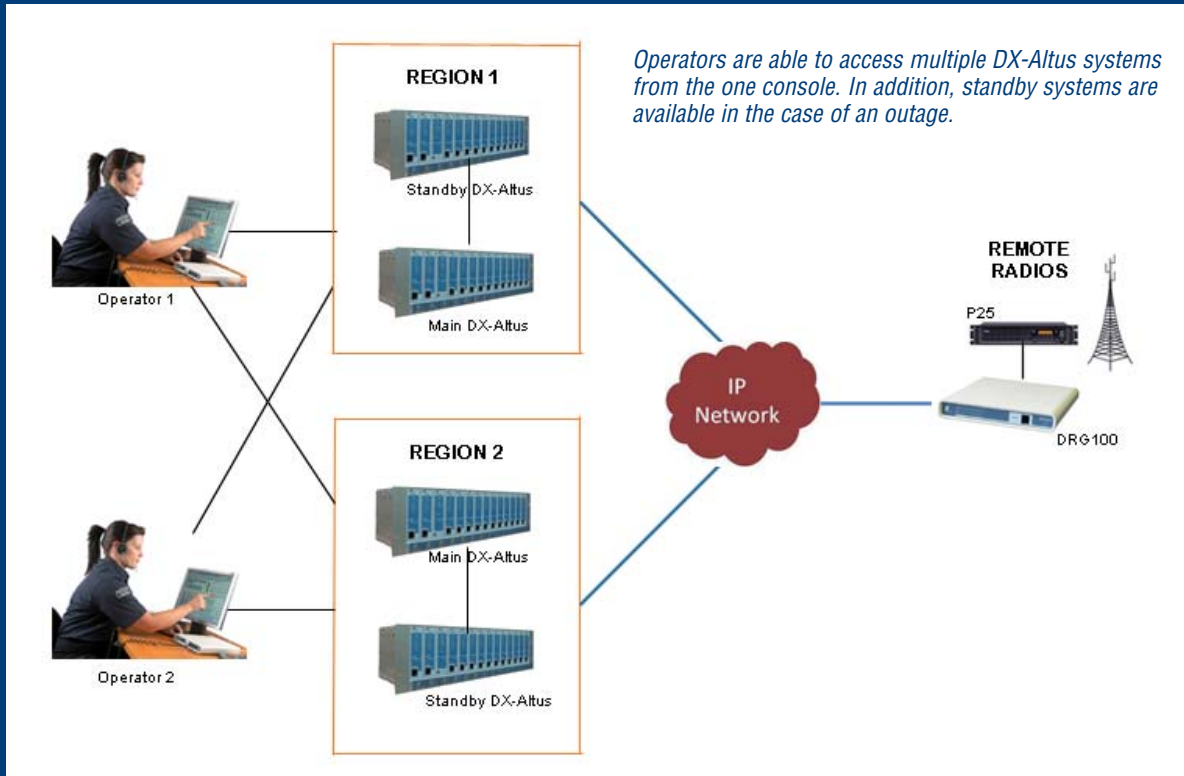 Operators are able to access multiple DX-Altus systems
from the one console. In addition, standby systems are
available in the case of an outage.
REGION 1
Standby DX-Altus
Main DX-Altus
Operator 1
REGION 2
Main DX-Altus
Standby DX-Altus
Operator 2
IP
Network
REMOTE
RADIOS
P25
DRG100